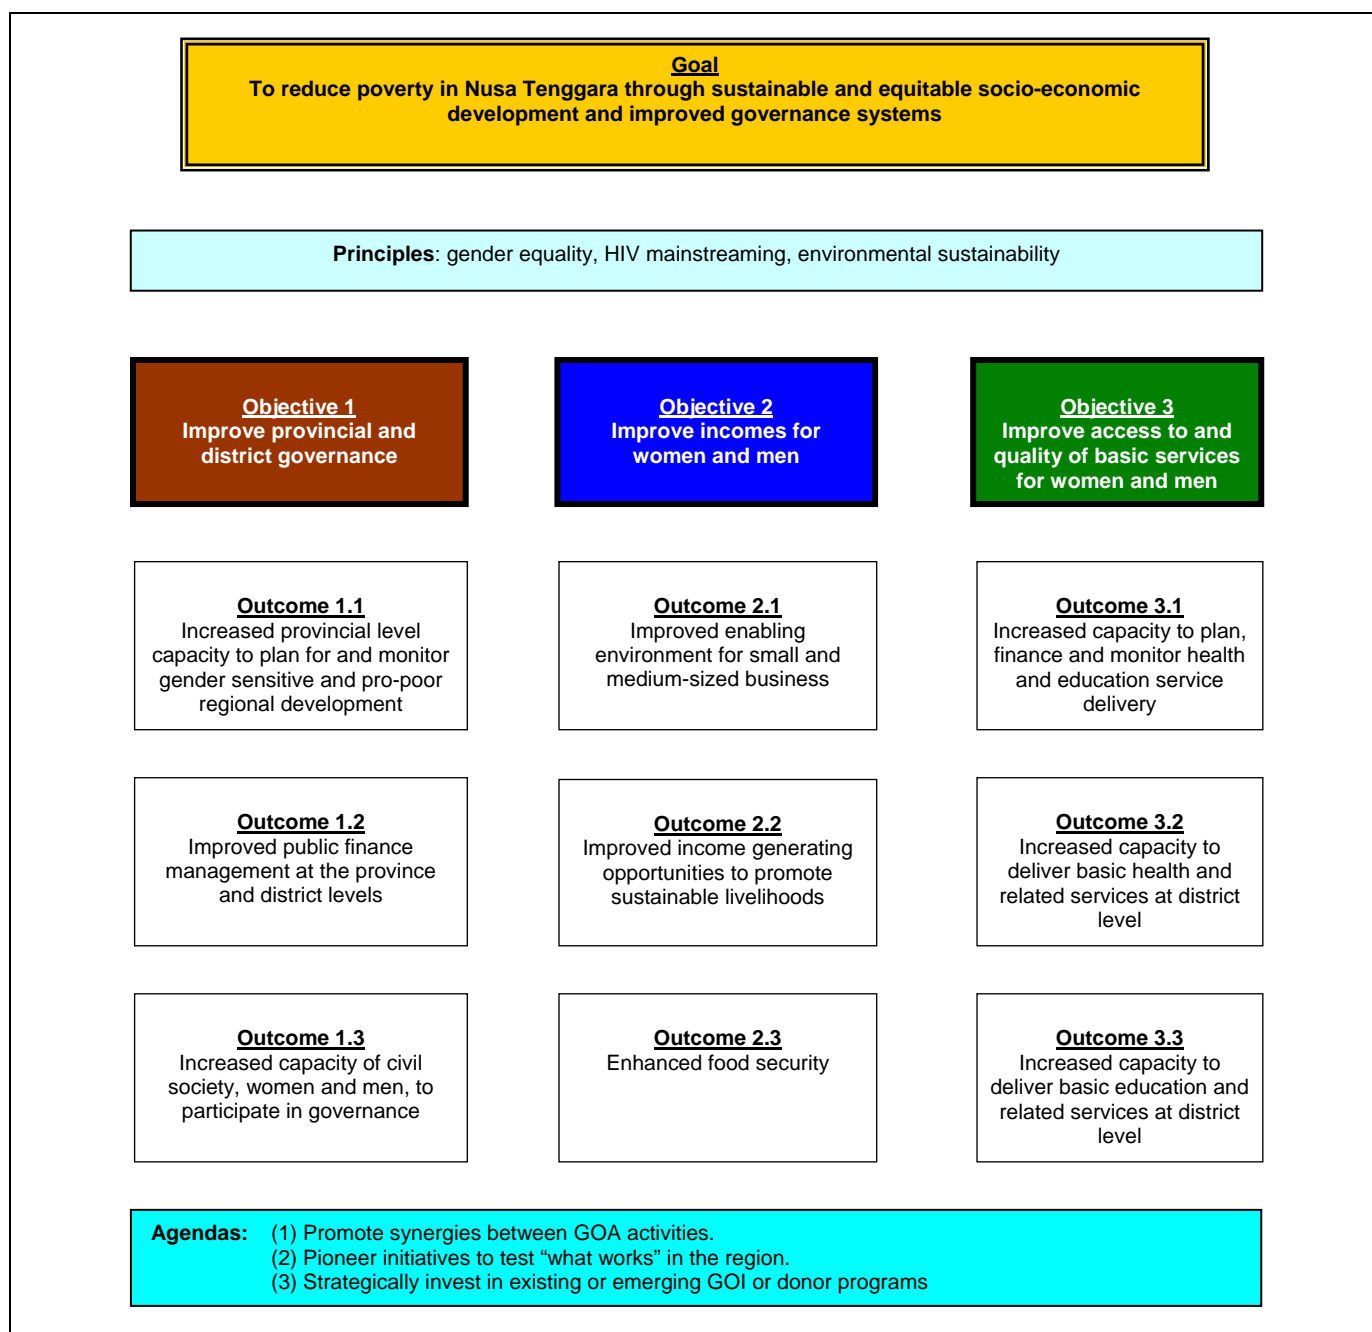 Goal
To reduce poverty in Nusa Tenggara through sustainable and equitable socio-economic
development and improved governance systems
Principles: gender equality, HIV mainstreaming, environmental sustainability
Objective 1
Improve provincial and
district governance
Objective 2
Improve incomes for
women and men
Objective 3
Improve access to and
quality of basic services
for women and men
Outcome 1.1
Increased provincial level
capacity to plan for and monitor
gender sensitive and pro-poor
regional development
Outcome 2.1
Improved enabling
environment for small and
medium-sized business
Outcome 3.1
Increased capacity to plan,
finance and monitor health
and education service
delivery
Outcome 1.2
Improved public finance
management at the province
and district levels
Outcome 2.2
Improved income generating
opportunities to promote
sustainable livelihoods
Outcome 3.2
Increased capacity to
deliver basic health and
related services at district
level
Outcome 1.3
Increased capacity of civil
society, women and men, to
participate in governance
Outcome 2.3
Enhanced food security
Outcome 3.3
Increased capacity to
deliver basic education and
related services at district
level
Agendas: (1) Promote synergies between GOA activities.
(2) Pioneer initiatives to test “what works” in the region.
(3) Strategically invest in existing or emerging GOI or donor programs